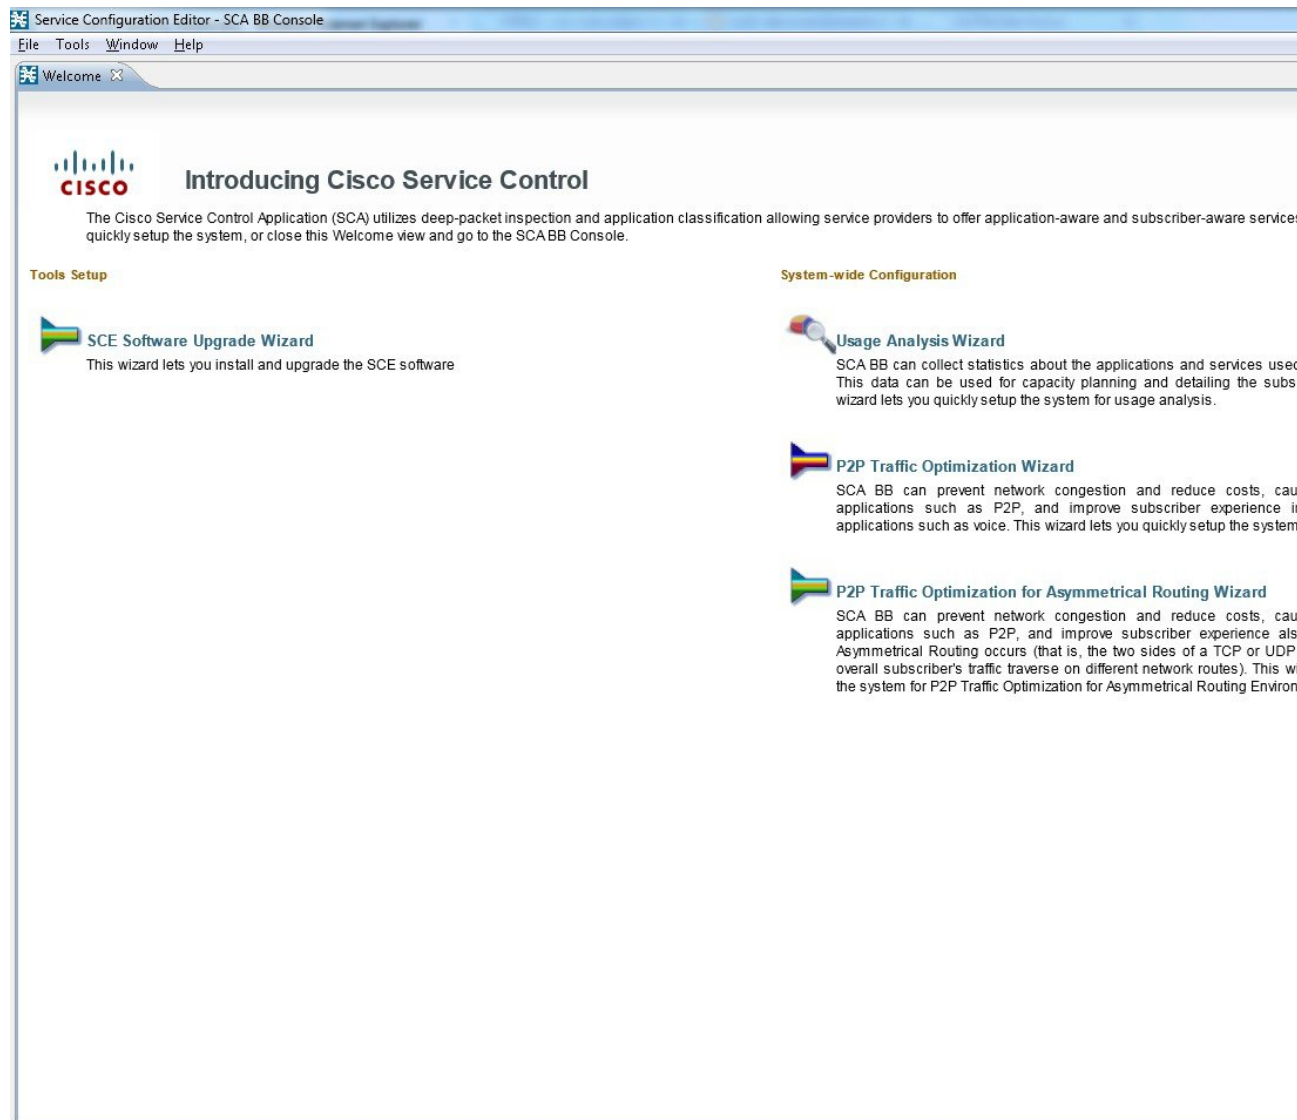 Service Configuration Editor - SCA BB Console
File Tools Window Help
Welcome
CISCO
Introducing Cisco Service Control
The Cisco Service Control Application (SCA) utilizes deep-packet inspection and application classification allowing service providers to offer application-aware and subscriber-aware services
quickly setup the system, or close this Welcome view and go to the SCA BB Console.
Tools Setup
SCE Software Upgrade Wizard
This wizard lets you install and upgrade the SCE software
System-wide Configuration
Usage Analysis Wizard
SCA BB can collect statistics about the applications and services used
This data can be used for capacity planning and detailing the subs
wizard lets you quickly setup the system for usage analysis.
P2P Traffic Optimization Wizard
SCA BB can prevent network congestion and reduce costs, cau
applications such as P2P, and improve subscriber experience i
applications such as voice. This wizard lets you quickly setup the system
P2P Traffic Optimization for Asymmetrical Routing Wizard
SCA BB can prevent network congestion and reduce costs, cau
applications such as P2P, and improve subscriber experience als
Asymmetrical Routing occurs (that is, the two sides of a TCP or UDP
overall subscriber's traffic traverse on different network routes). This wi
the system for P2P Traffic Optimization for Asymmetrical Routing Environ